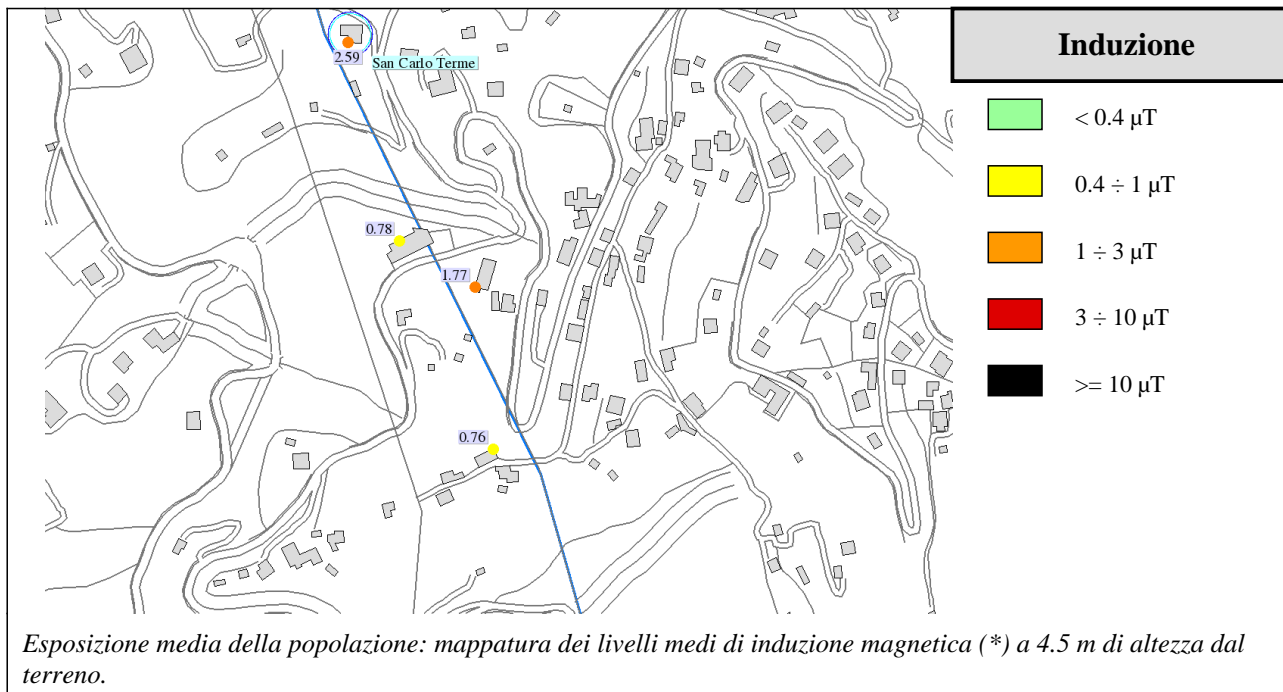 2.59
San Carlo Terme
0.78
1.77
0.76
Induzione
< 0.4 µT
0.4 ÷ 1 µT
1 ÷ 3 µT
3 ÷ 10 µT
>= 10 µT
Esposizione media della popolazione: mappatura dei livelli medi di induzione magnetica (*) a 4.5 m di altezza dal
terreno.